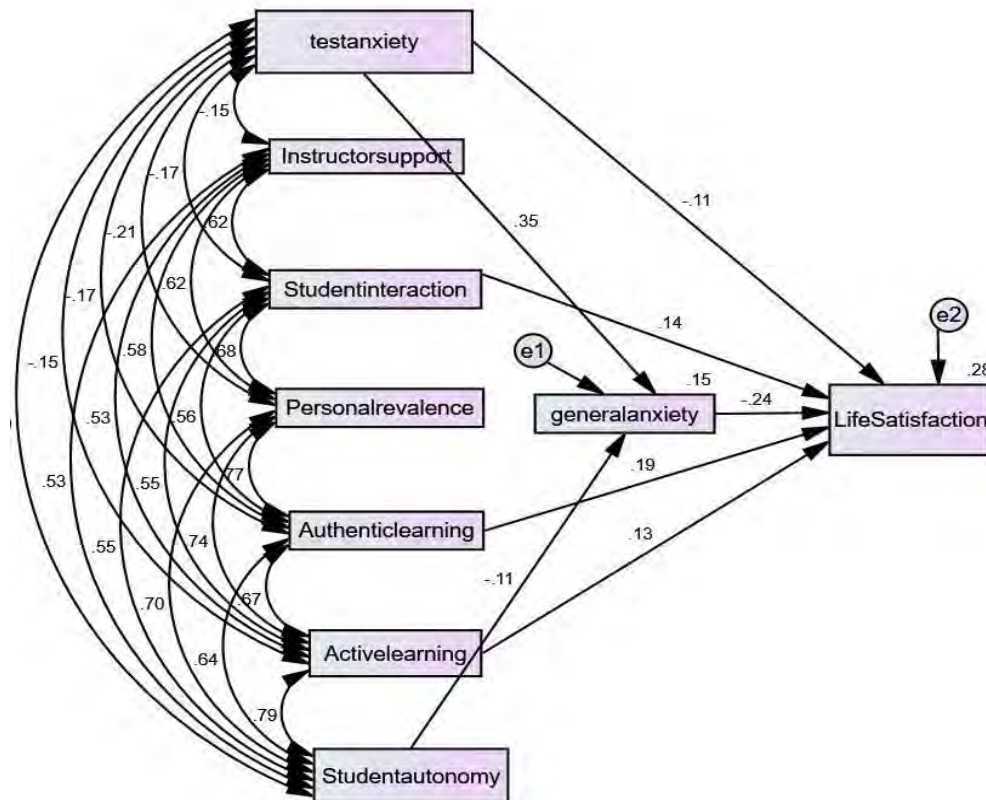 testanxiety
-.15
Instructorsupport
-.17
.62
.35
-.11
-.21
.62
Studentinteraction
-.17
.14
e2
.58
.68
e1
-.15
.15
.28
Personalrevalence
generalanxiety
-.24
LifeSatisfaction
.53
.56
.77
.19
.53
.55
Authenticlearning
.74
.13
.55
.70
.67
-.11
.64
Activelearning
.79
Studentautonomy